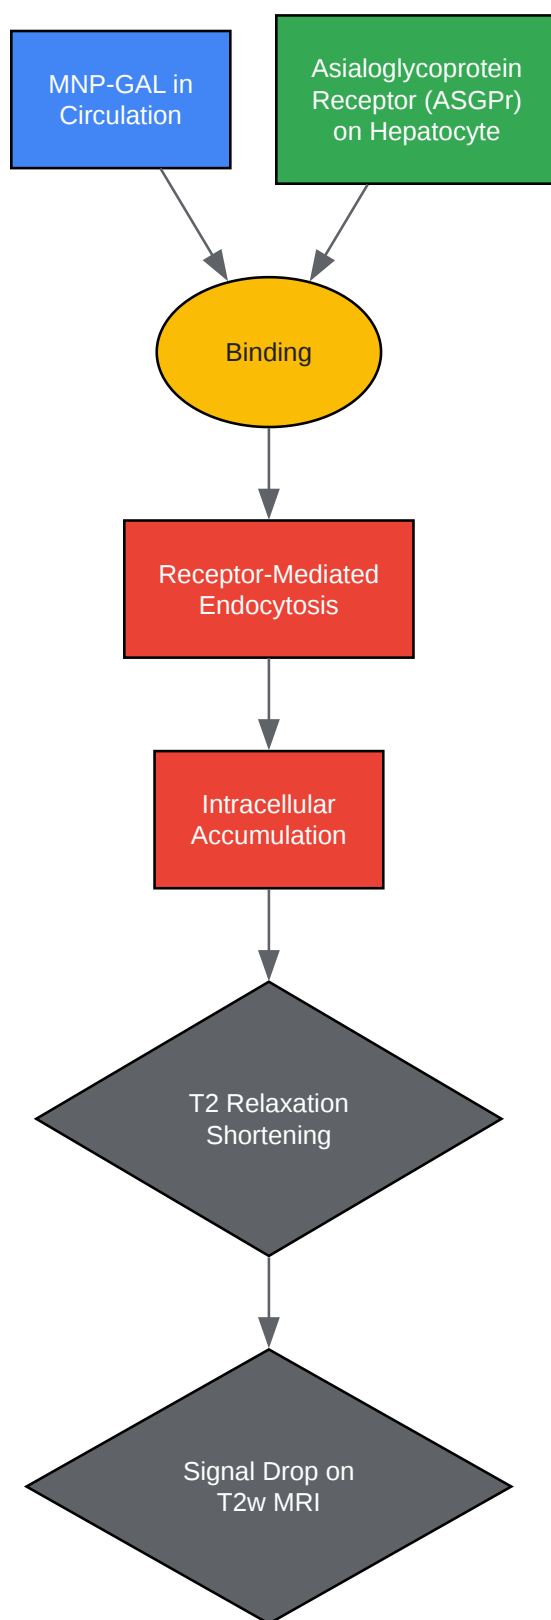 MNP-GAL in
Circulation
Asialoglycoprotein
Receptor (ASGPr)
on Hepatocyte
Binding
Receptor-Mediated
Endocytosis
Intracellular
Accumulation
T2 Relaxation
Shortening
Signal Drop on
T2w MRI